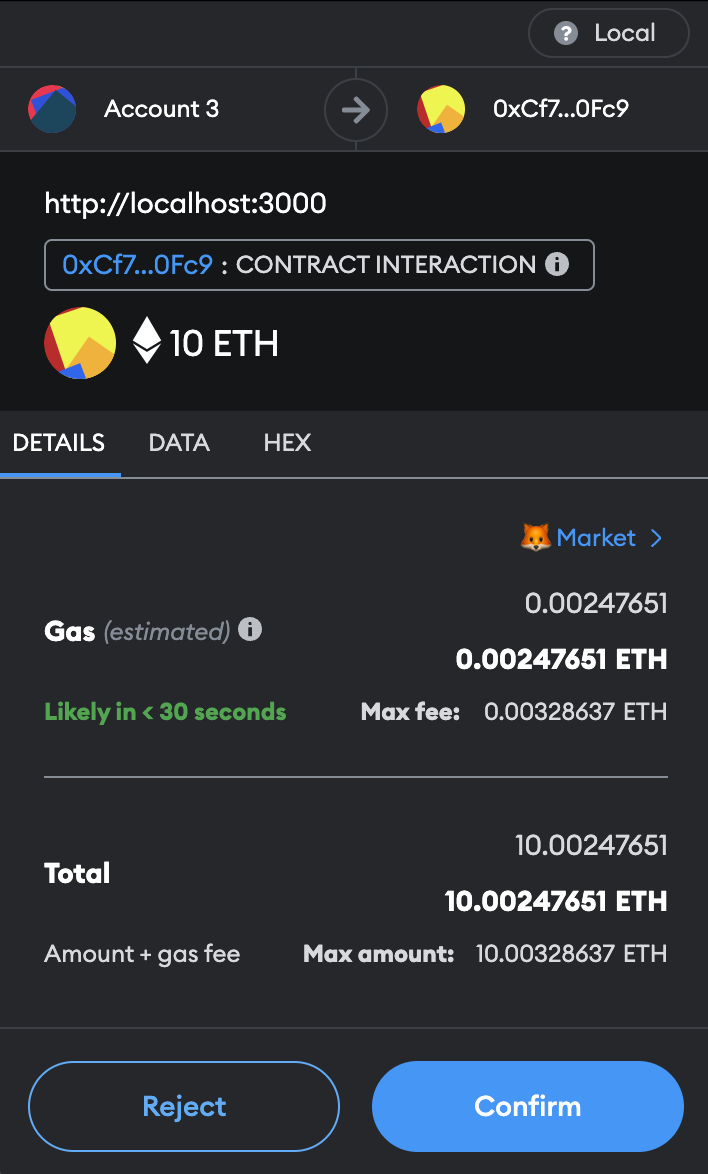 Local
Account 3
0xCf7...0Fc9
http://localhost:3000
0xCf7...0Fc9 : CONTRACT INTERACTION
10 ETH
DETAILS DATA HEX
Market
0.00247651
Gas (estimated)
0.00247651 ETH
Likely in < 30 seconds Max fee: 0.00328637 ETH
10.00247651
Total
10.00247651 ETH
Amount + gas fee Max amount: 10.00328637 ETH
Reject Confirm